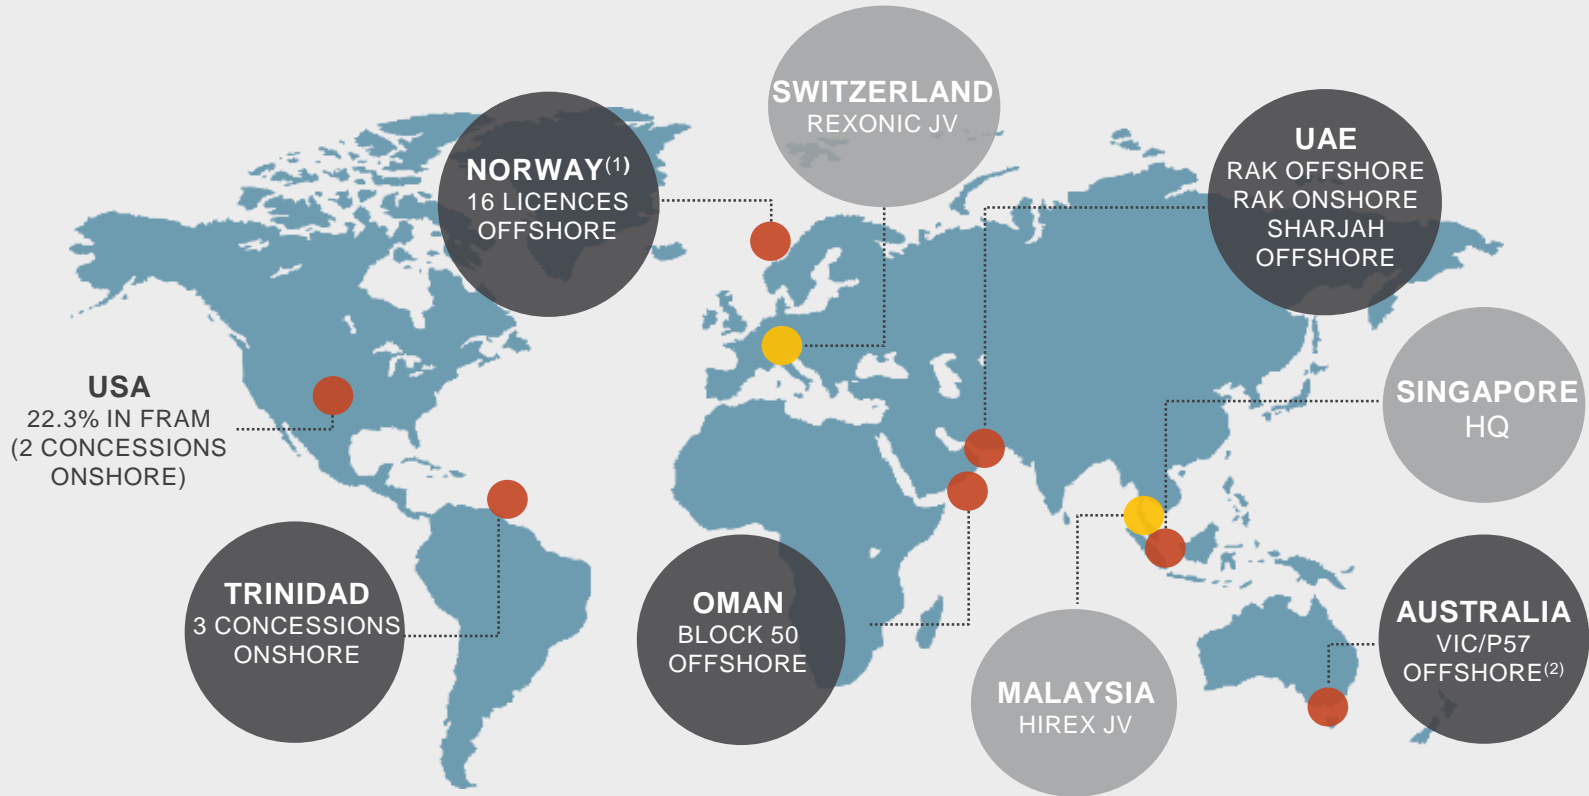 SWITZERLAND
REXONIC JV
NORWAY(1)
16 LICENCES
OFFSHORE
UAE
RAK OFFSHORE
RAK ONSHORE
SHARJAH
OFFSHORE
USA
22.3% IN FRAM
(2 CONCESSIONS
ONSHORE)
SINGAPORE
HQ
TRINIDAD
3 CONCESSIONS
ONSHORE
OMAN
BLOCK 50
OFFSHORE
MALAYSIA
HIREX JV
AUSTRALIA
VIC/P57
OFFSHORE(2)